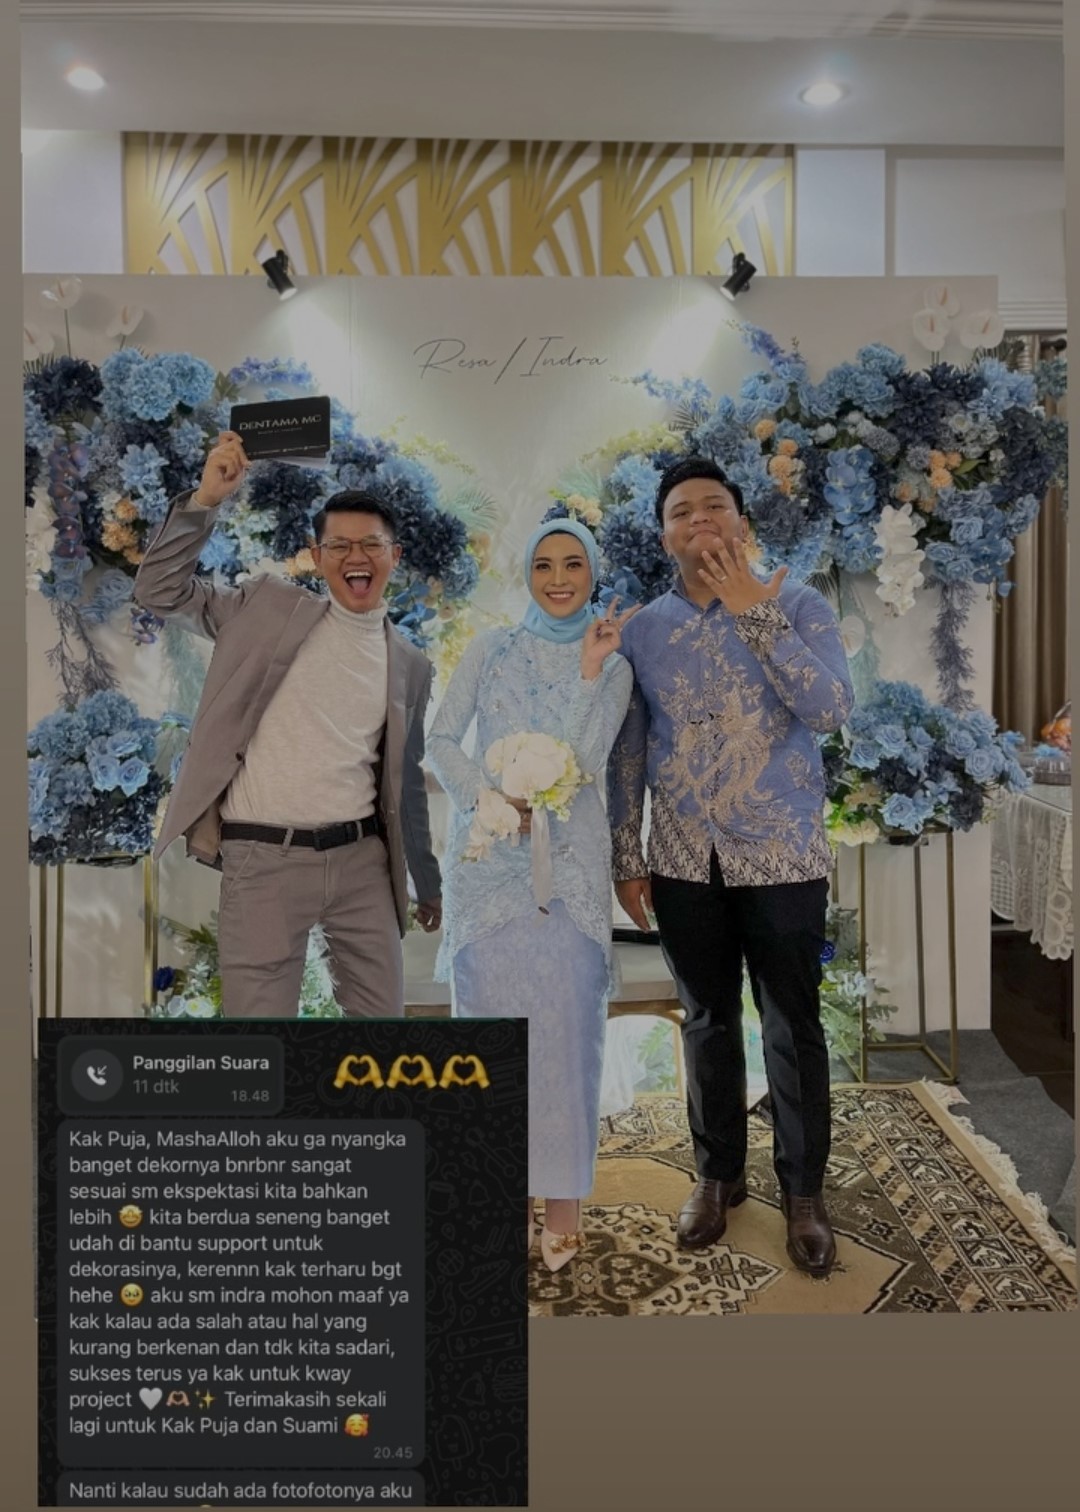 Resa / Indra
DENTAMA MC
Panggilan Suara
11 dtk
18.48
🫶🫶🫶
Kak Puja, MashaAlloh aku ga nyangka
banget dekornya bnrbnr sangat
sesuai sm ekspektasi kita bahkan
lebih 🤩 kita berdua seneng banget
udah di bantu support untuk
dekorasinya, kerennn kak terharu bgt
hehe 🥹 aku sm indra mohon maaf ya
kak kalau ada salah atau hal yang
kurang berkenan dan tdk kita sadari,
sukses terus ya kak untuk kway
project 🤍🫶🏼✨ Terimakasih sekali
lagi untuk Kak Puja dan Suami 🥰
20.45
Nanti kalau sudah ada fotofotonya aku